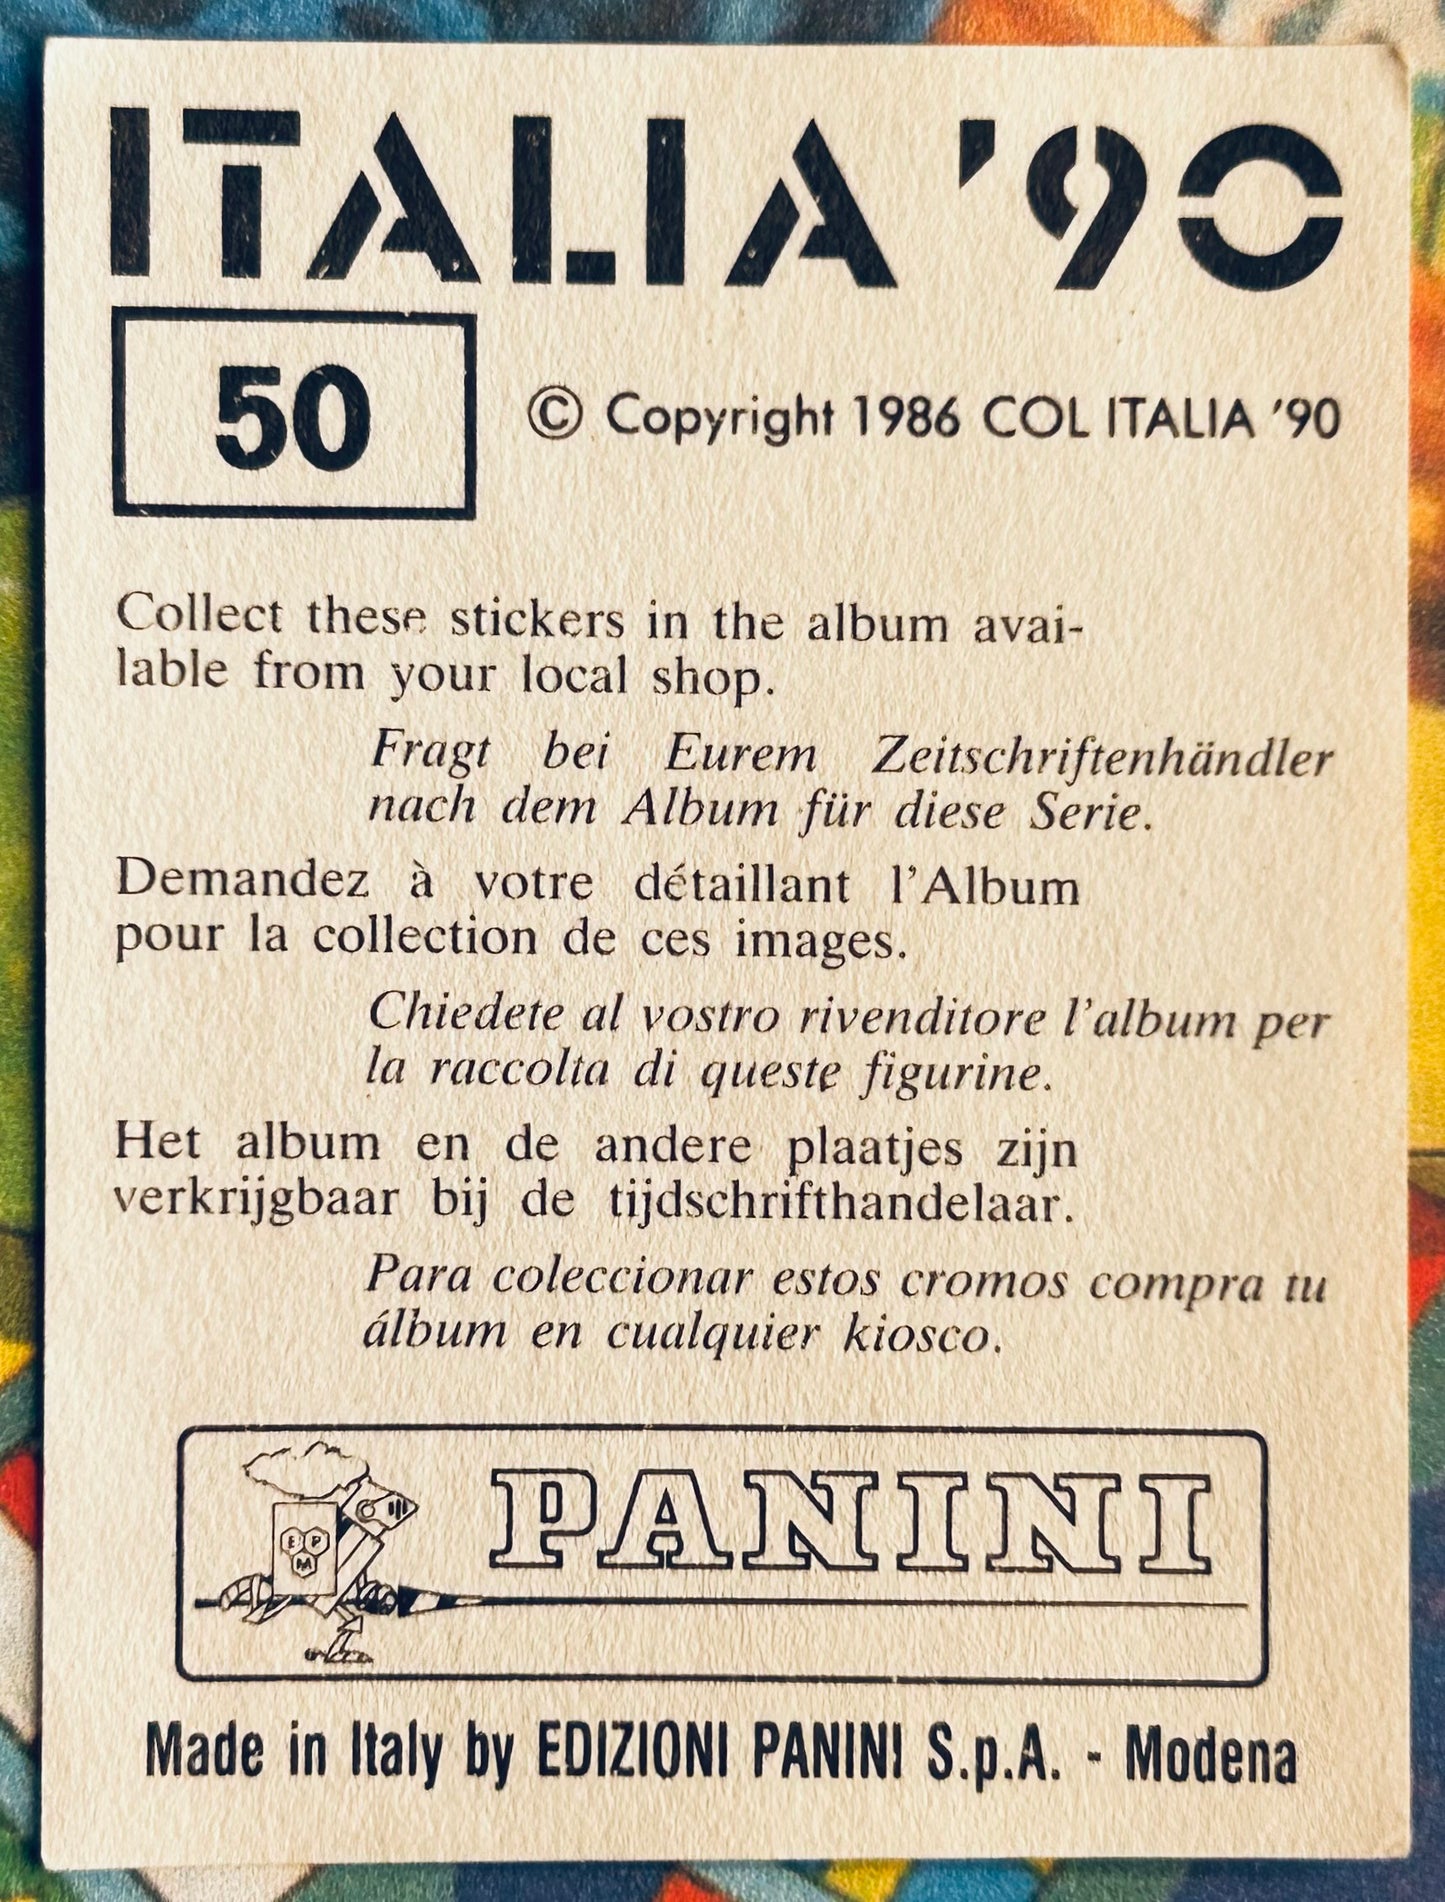 ITALIA '90
50
© Copyright 1986 COL ITALIA '90
Collect these stickers in the album avai-
lable from your local shop.
Fragt bei Eurem Zeitschriftenhändler
nach dem Album für diese Serie.
Demandez à votre détaillant l'Album
pour la collection de ces images.
Chiedete al vostro rivenditore l'album per
la raccolta di queste figurine.
Het album en de andere plaatjes zijn
verkrijgbaar bij de tijdschrifthandelaar.
Para coleccionar estos cromos compra tu
álbum en cualquier kiosco.
E P
M
PANINI
Made in Italy by EDIZIONI PANINI S.p.A. - Modena